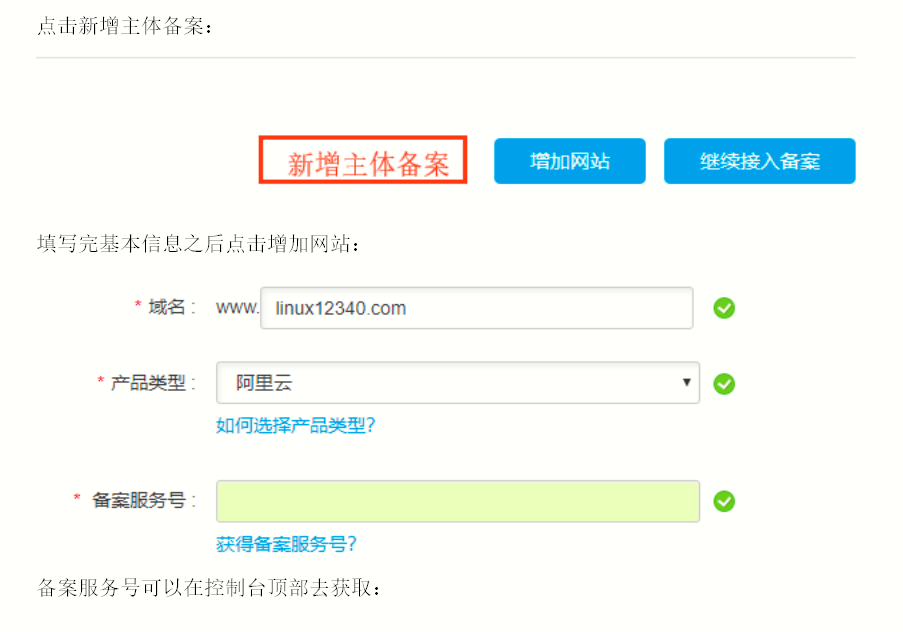 点击新增主体备案：
新增主体备案 增加网站 继续接入备案
填写完基本信息之后点击增加网站：
* 域名： www. linux12340.com
* 产品类型： 阿里云
如何选择产品类型？
* 备案服务号：
获得备案服务号？
备案服务号可以在控制台顶部去获取：